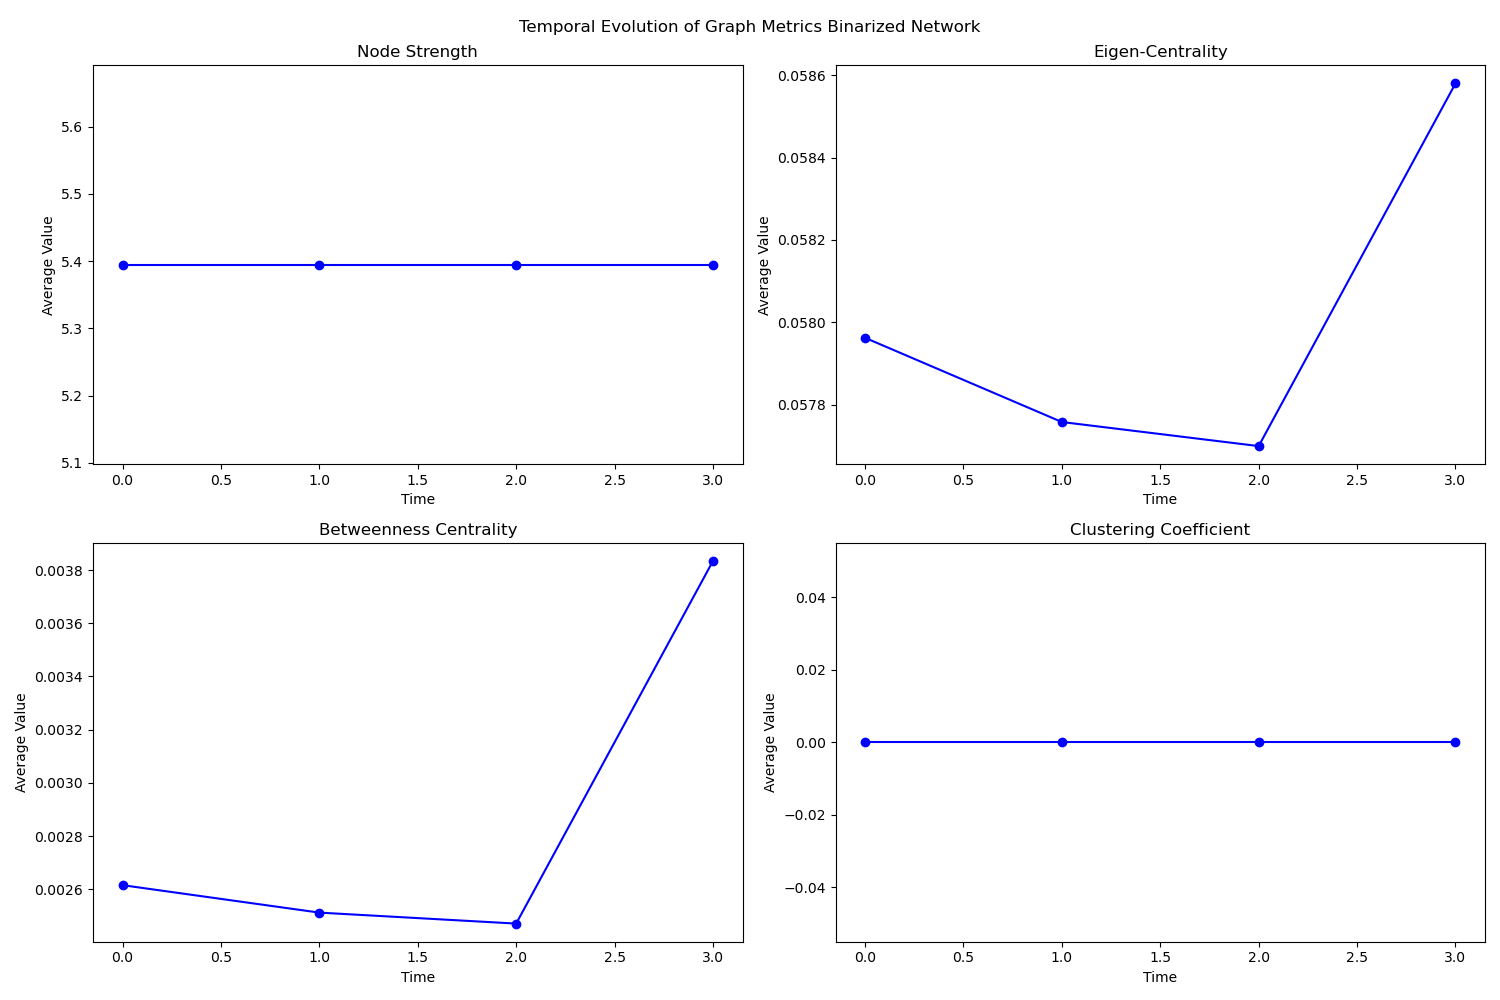 Temporal Evolution of Graph Metrics Binarized Network
Node Strength
Average Value
5.6
5.5
5.4
5.3
5.2
5.1
0.0 0.5 1.0 1.5 2.0 2.5 3.0
Time
Eigen-Centrality
Average Value
0.0586
0.0584
0.0582
0.0580
0.0578
0.0 0.5 1.0 1.5 2.0 2.5 3.0
Time
Betweenness Centrality
Average Value
0.0038
0.0036
0.0034
0.0032
0.0030
0.0028
0.0026
0.0 0.5 1.0 1.5 2.0 2.5 3.0
Time
Clustering Coefficient
Average Value
0.04
0.02
0.00
−0.02
−0.04
0.0 0.5 1.0 1.5 2.0 2.5 3.0
Time